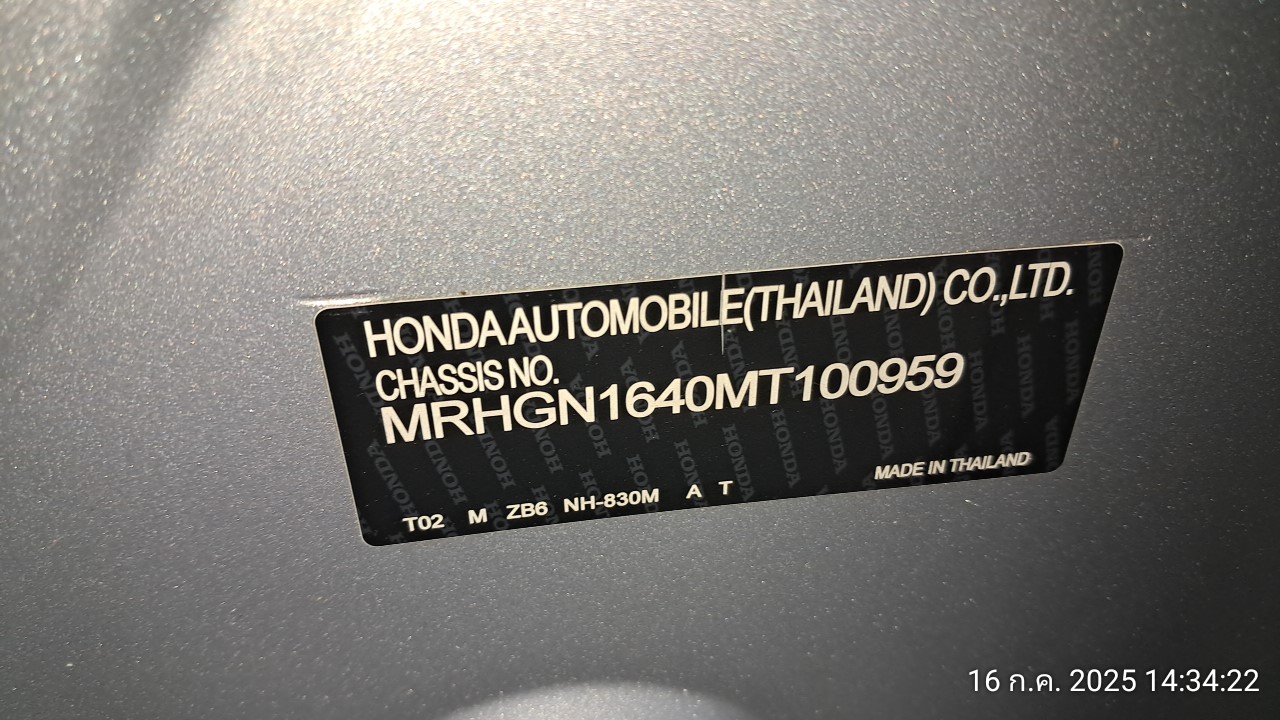 HONDA AUTOMOBILE(THAILAND) CO.,LTD.
CHASSIS NO.
MRHGN1640MT100959
MADE IN THAILAND
T02 M ZB6 NH-830M A T
16 ก.ค. 2025 14:34:22